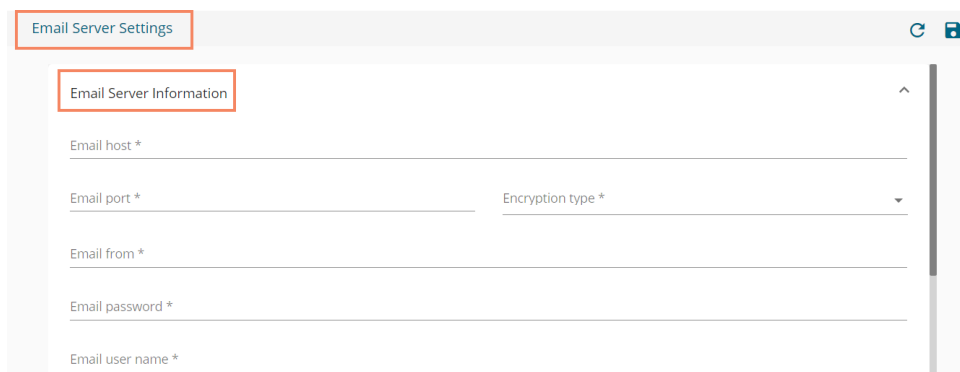 Email Server Settings
Email Server Information
Email host *
Email port * Encryption type *
Email from *
Email password *
Email user name *